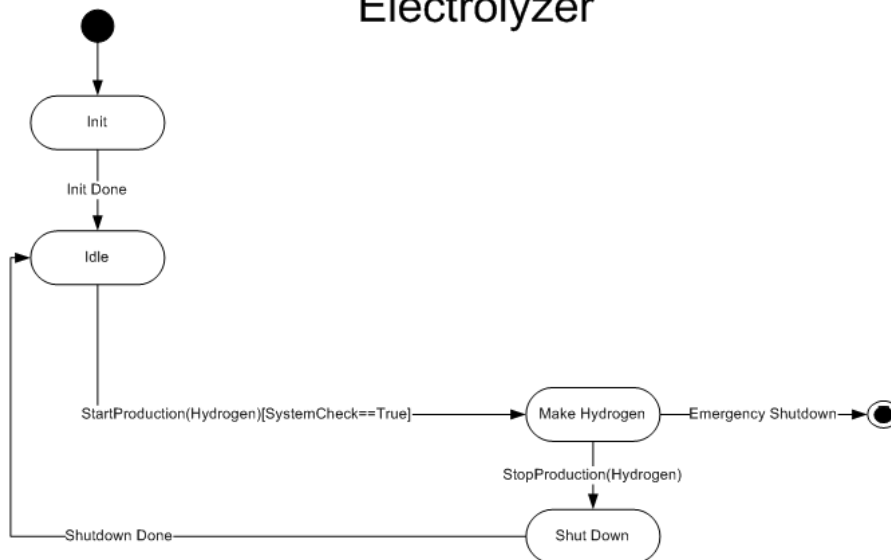 Electrolyzer
Init
Init Done
Idle
StartProduction(Hydrogen)[SystemCheck==True]
Make Hydrogen
Emergency Shutdown
StopProduction(Hydrogen)
Shutdown Done
Shut Down